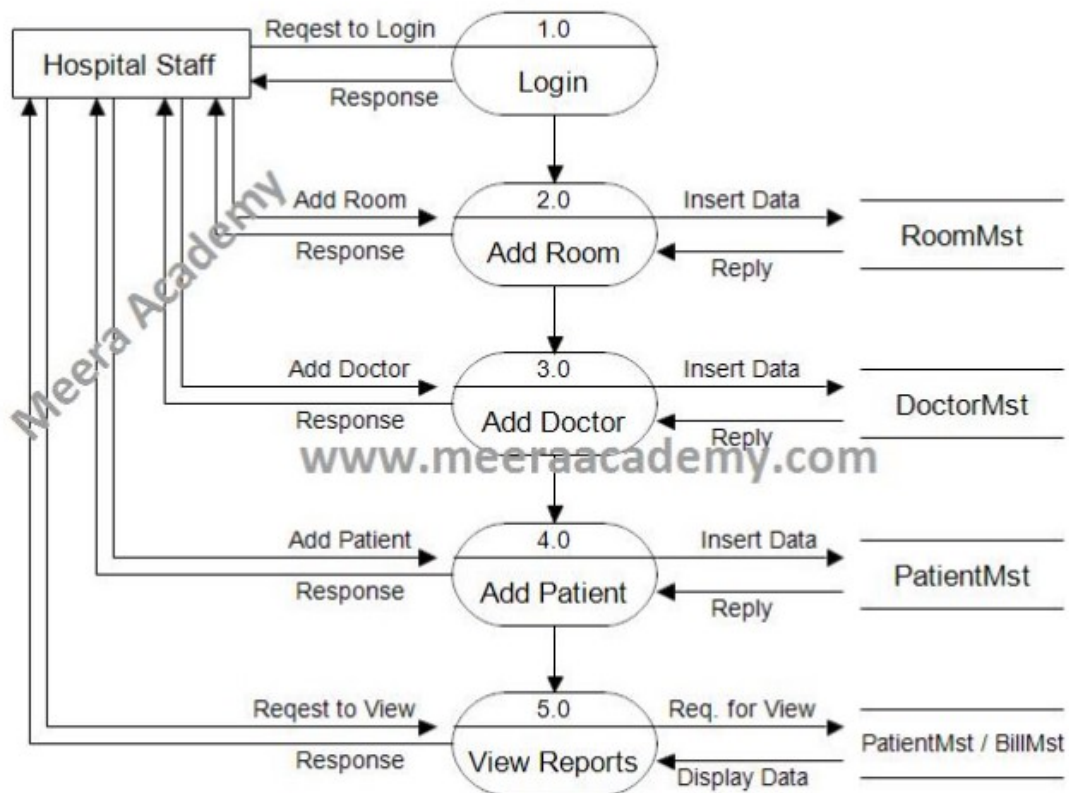 Hospital Staff
Reqest to Login
Response
1.0
Login
Add Room
Response
2.0
Add Room
Insert Data
Reply
RoomMst
Add Doctor
Response
3.0
Add Doctor
Insert Data
Reply
DoctorMst
Add Patient
Response
4.0
Add Patient
Insert Data
Reply
PatientMst
Reqest to View
Response
5.0
View Reports
Req. for View
Display Data
PatientMst / BillMst
Meera Academy
www.meeraacademy.com